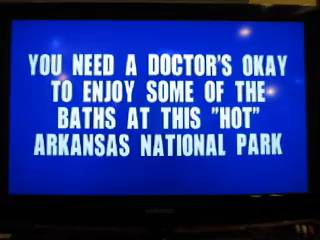 YOU NEED A DOCTOR'S OKAY
TO ENJOY SOME OF THE
BATHS AT THIS "HOT"
ARKANSAS NATIONAL PARK